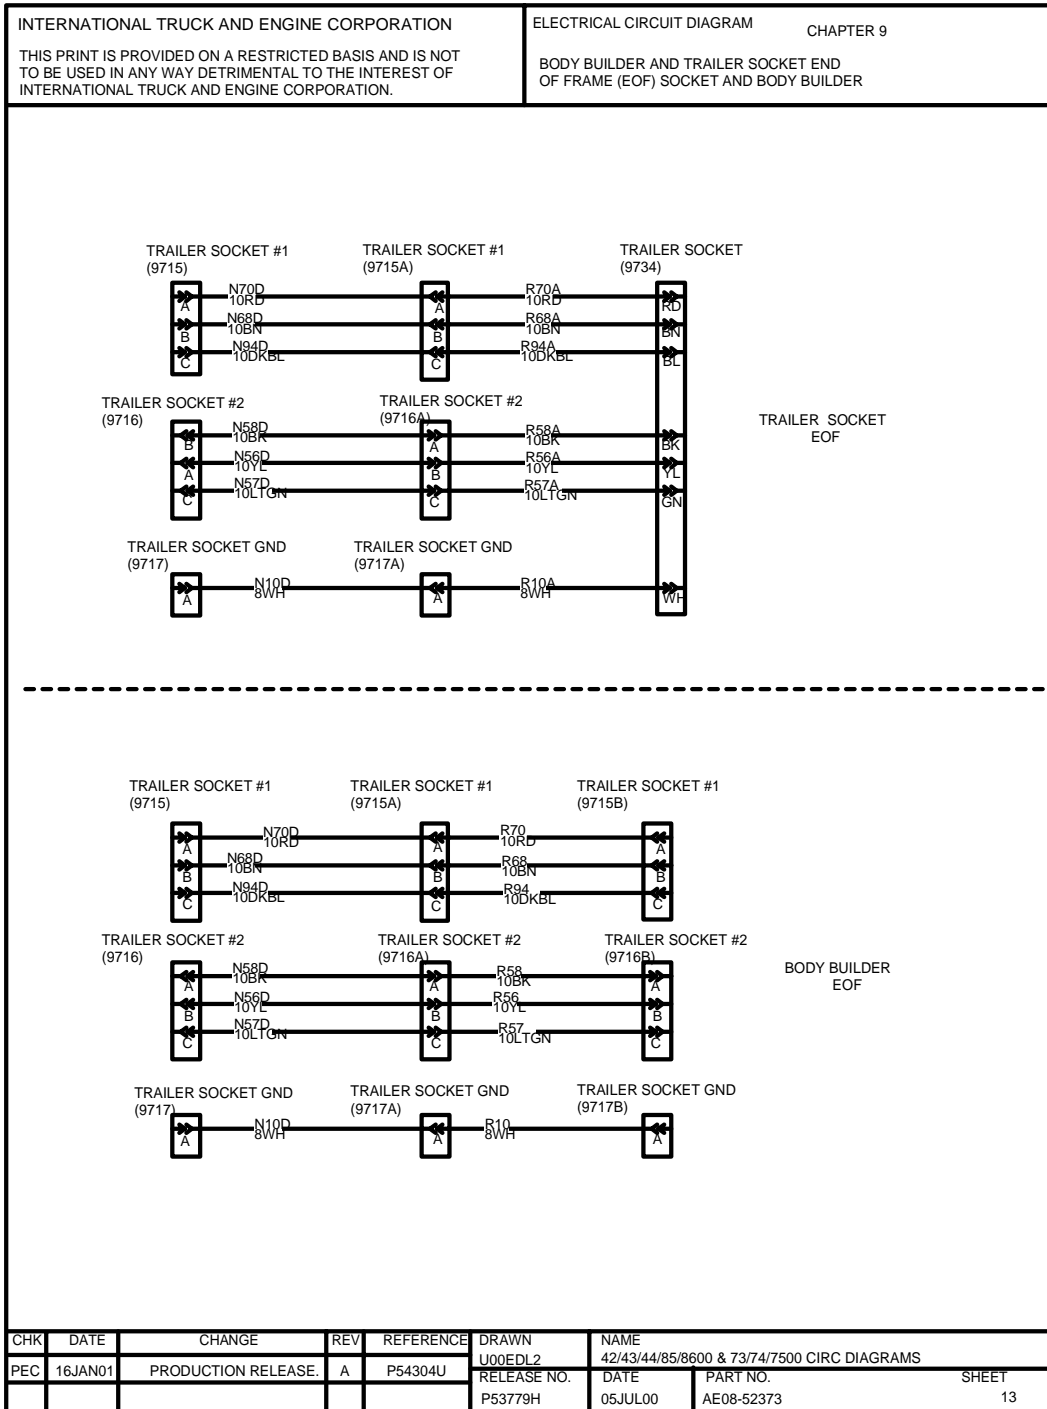 INTERNATIONAL TRUCK AND ENGINE CORPORATION
THIS PRINT IS PROVIDED ON A RESTRICTED BASIS AND IS NOT
TO BE USED IN ANY WAY DETRIMENTAL TO THE INTEREST OF
INTERNATIONAL TRUCK AND ENGINE CORPORATION.
ELECTRICAL CIRCUIT DIAGRAM
CHAPTER 9
BODY BUILDER AND TRAILER SOCKET END
OF FRAME (EOF) SOCKET AND BODY BUILDER
TRAILER SOCKET #1
(9715)
TRAILER SOCKET #1
(9715A)
TRAILER SOCKET
(9734)
A
N70D
10RD
A
R70A
10RD
RD
B
N68D
10BN
B
R68A
10BN
BN
C
N94D
10DKBL
C
R94A
10DKBL
BL
TRAILER SOCKET #2
(9716)
TRAILER SOCKET #2
(9716A)
B
N58D
10BK
A
R58A
10BK
BK
A
N56D
10YL
B
R56A
10YL
YL
C
N57D
10LTGN
C
R57A
10LTGN
GN
TRAILER SOCKET
EOF
TRAILER SOCKET GND
(9717)
TRAILER SOCKET GND
(9717A)
A
N10D
8WH
A
R10A
8WH
WH
TRAILER SOCKET #1
(9715)
TRAILER SOCKET #1
(9715A)
TRAILER SOCKET #1
(9715B)
A
N70D
10RD
A
R70
10RD
A
B
N68D
10BN
B
R68
10BN
B
C
N94D
10DKBL
C
R94
10DKBL
C
TRAILER SOCKET #2
(9716)
TRAILER SOCKET #2
(9716A)
TRAILER SOCKET #2
(9716B)
A
N58D
10BK
A
R58
10BK
A
B
N56D
10YL
B
R56
10YL
B
C
N57D
10LTGN
C
R57
10LTGN
C
BODY BUILDER
EOF
TRAILER SOCKET GND
(9717)
TRAILER SOCKET GND
(9717A)
TRAILER SOCKET GND
(9717B)
A
N10D
8WH
A
R10
8WH
A
CHK DATE CHANGE REV REFERENCE
PEC 16JAN01 PRODUCTION RELEASE. A P54304U
DRAWN
U00EDL2
NAME
42/43/44/85/8600 & 73/74/7500 CIRC DIAGRAMS
RELEASE NO.
P53779H
DATE
05JUL00
PART NO.
AE08-52373
SHEET
13